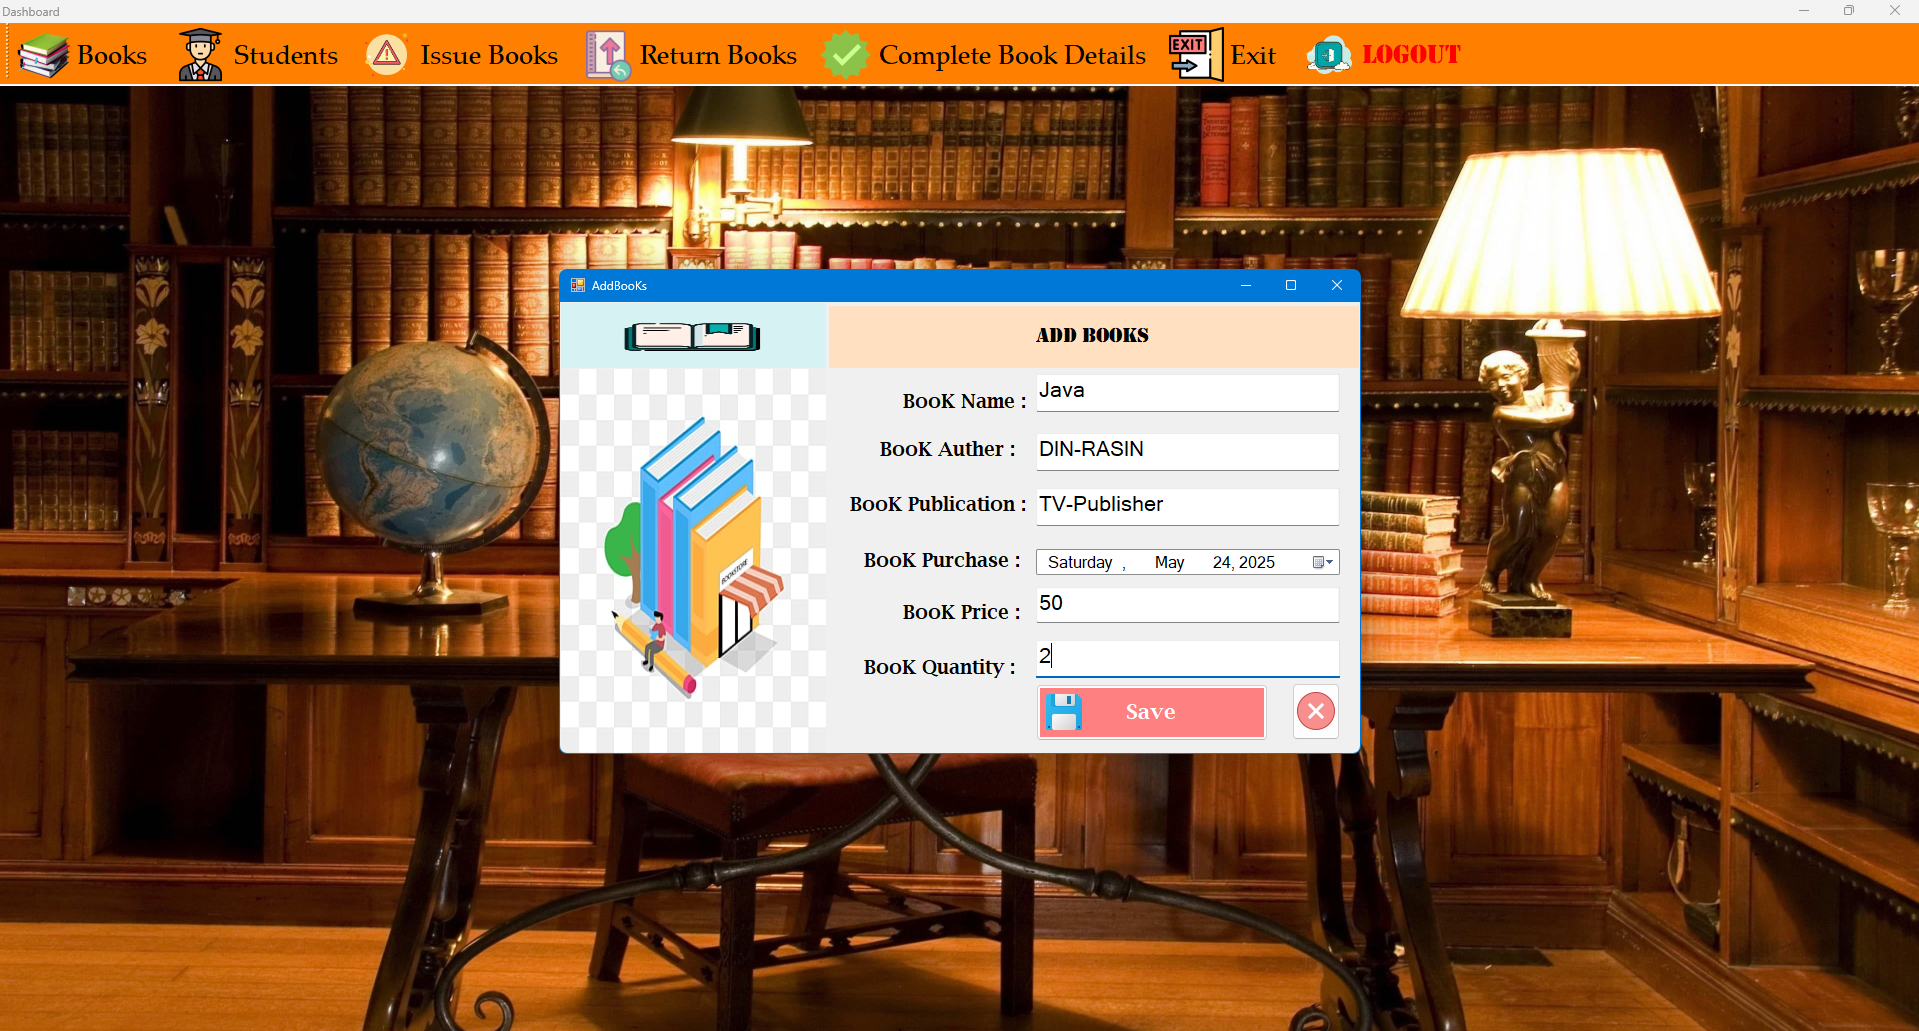 Dashboard
Books Students Issue Books Return Books Complete Book Details EXIT Exit LOGOUT
AddBooKs
ADD BOOKS
BooK Name : Java
BooK Auther : DIN-RASIN
BooK Publication : TV-Publisher
BooK Purchase : Saturday , May 24, 2025
BOOKSTORE
BooK Price : 50
BooK Quantity : 2
Save